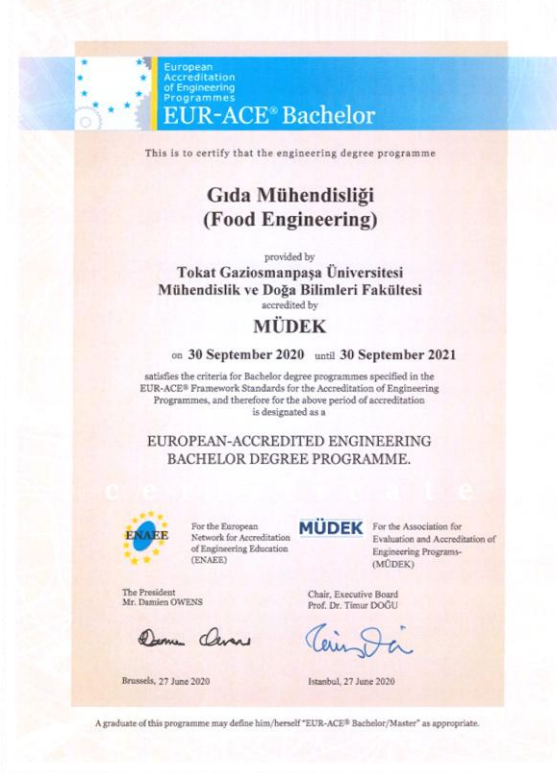 European
Accreditation
of Engineering
Programmes
EUR-ACE® Bachelor
This is to certify that the engineering degree programme
Gıda Mühendisliği
(Food Engineering)
provided by
Tokat Gaziosmanpaşa Üniversitesi
Mühendislik ve Doğa Bilimleri Fakültesi
accredited by
MÜDEK
on 30 September 2020 until 30 September 2021
satisfies the criteria for Bachelor degree programmes specified in the
EUR-ACE® Framework Standards for the Accreditation of Engineering
Programmes, and therefore for the above period of accreditation
is designated as a
EUROPEAN-ACCREDITED ENGINEERING
BACHELOR DEGREE PROGRAMME.
certificate
ENAEE
For the European
Network for Accreditation
of Engineering Education
(ENAEE)
MÜDEK
For the Association for
Evaluation and Accreditation of
Engineering Programs-
(MÜDEK)
The President
Mr. Damien OWENS
Chair, Executive Board
Prof. Dr. Timur DOĞU
Brussels, 27 June 2020
Istanbul, 27 June 2020
A graduate of this programme may define him/herself "EUR-ACE® Bachelor/Master" as appropriate.